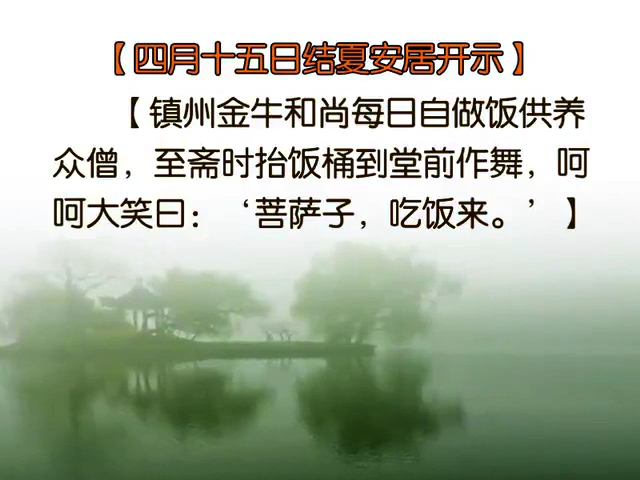 【四月十五日结夏安居开示】
【镇州金牛和尚每日自做饭供养
众僧，至斋时抬饭桶到堂前作舞，呵
呵大笑曰：‘菩萨子，吃饭来。’】